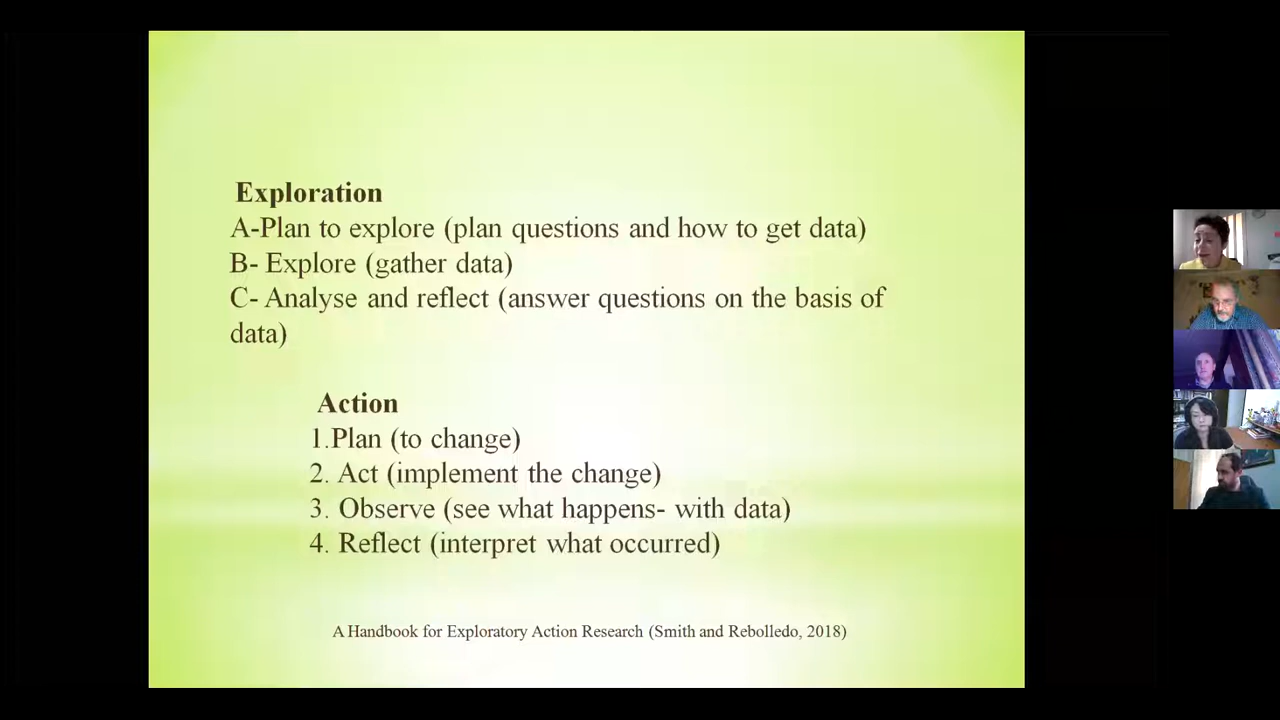 Exploration
A-Plan to explore (plan questions and how to get data)
B- Explore (gather data)
C- Analyse and reflect (answer questions on the basis of
data)
Action
1.Plan (to change)
2. Act (implement the change)
3. Observe (see what happens- with data)
4. Reflect (interpret what occurred)
A Handbook for Exploratory Action Research (Smith and Rebolledo, 2018)